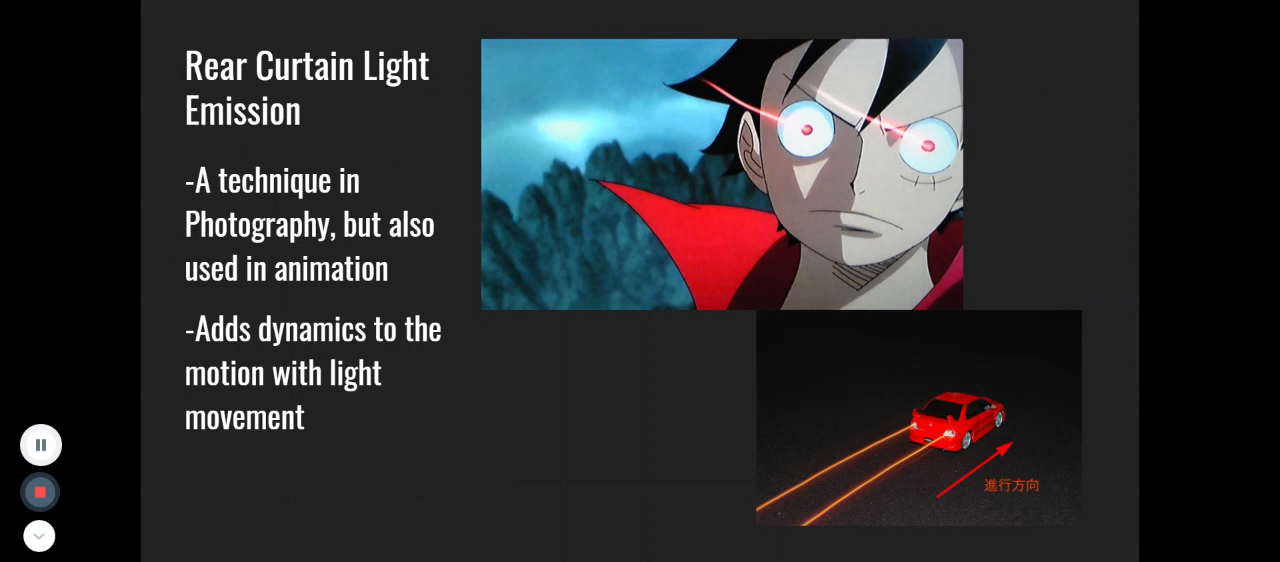 Rear Curtain Light
Emission
-A technique in
Photography, but also
used in animation
-Adds dynamics to the
motion with light
movement
進行方向